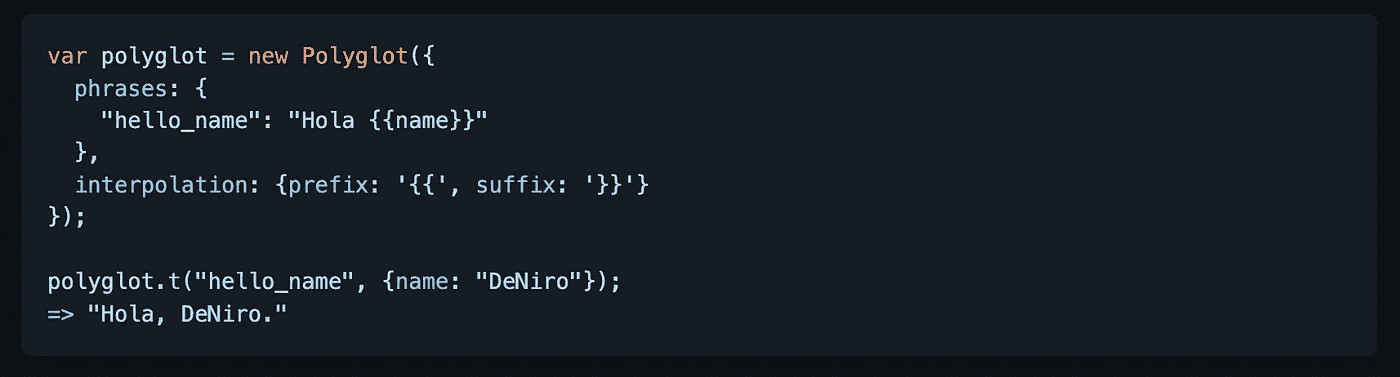 var polyglot = new Polyglot({
  phrases: {
    "hello_name": "Hola {{name}}"
  },
  interpolation: {prefix: '{{', suffix: '}}'}
});

polyglot.t("hello_name", {name: "DeNiro"});
=> "Hola, DeNiro."